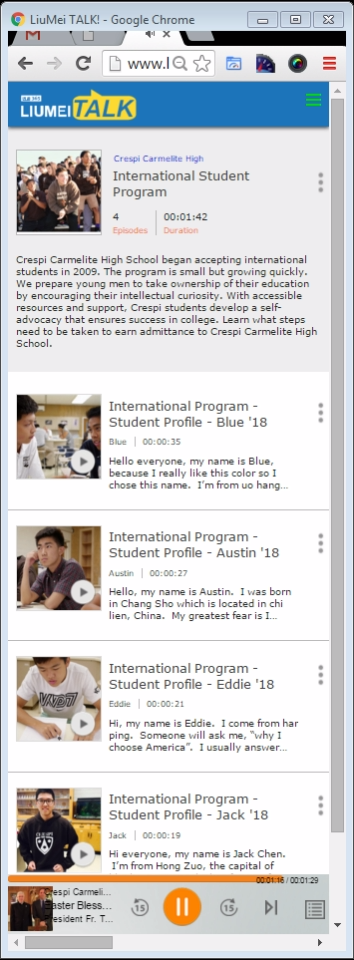 LiuMei TALK! - Google Chrome
www.l
LIUMEI TALK
Crespi Carmelite High
International Student
Program
4
Episodes
00:01:42
Duration
Crespi Carmelite High School began accepting international
students in 2009. The program is small but growing quickly.
We prepare young men to take ownership of their education
by encouraging their intellectual curiosity. With accessible
resources and support, Crespi students develop a self-
advocacy that ensures success in college. Learn what steps
need to be taken to earn admittance to Crespi Carmelite High
School.
International Program -
Student Profile - Blue '18
Blue | 00:00:35
Hello everyone, my name is Blue,
because I really like this color so I
chose this name. I'm from uo hang...
International Program -
Student Profile - Austin '18
Austin | 00:00:27
Hello, my name is Austin. I was born
in Chang Sho which is located in chi
lien, China. My greatest fear is I...
International Program -
Student Profile - Eddie '18
Eddie | 00:00:21
Hi, my name is Eddie. I come from har
ping. Someone will ask me, "why I
choose America". I usually answer...
International Program -
Student Profile - Jack '18
Jack | 00:00:19
Hi everyone, my name is Jack Chen.
I'm from Hong Zuo, the capital of
00:01:16 / 00:01:29
Crespi Carmeli...
Easter Bless...
President Fr. T...
15
15